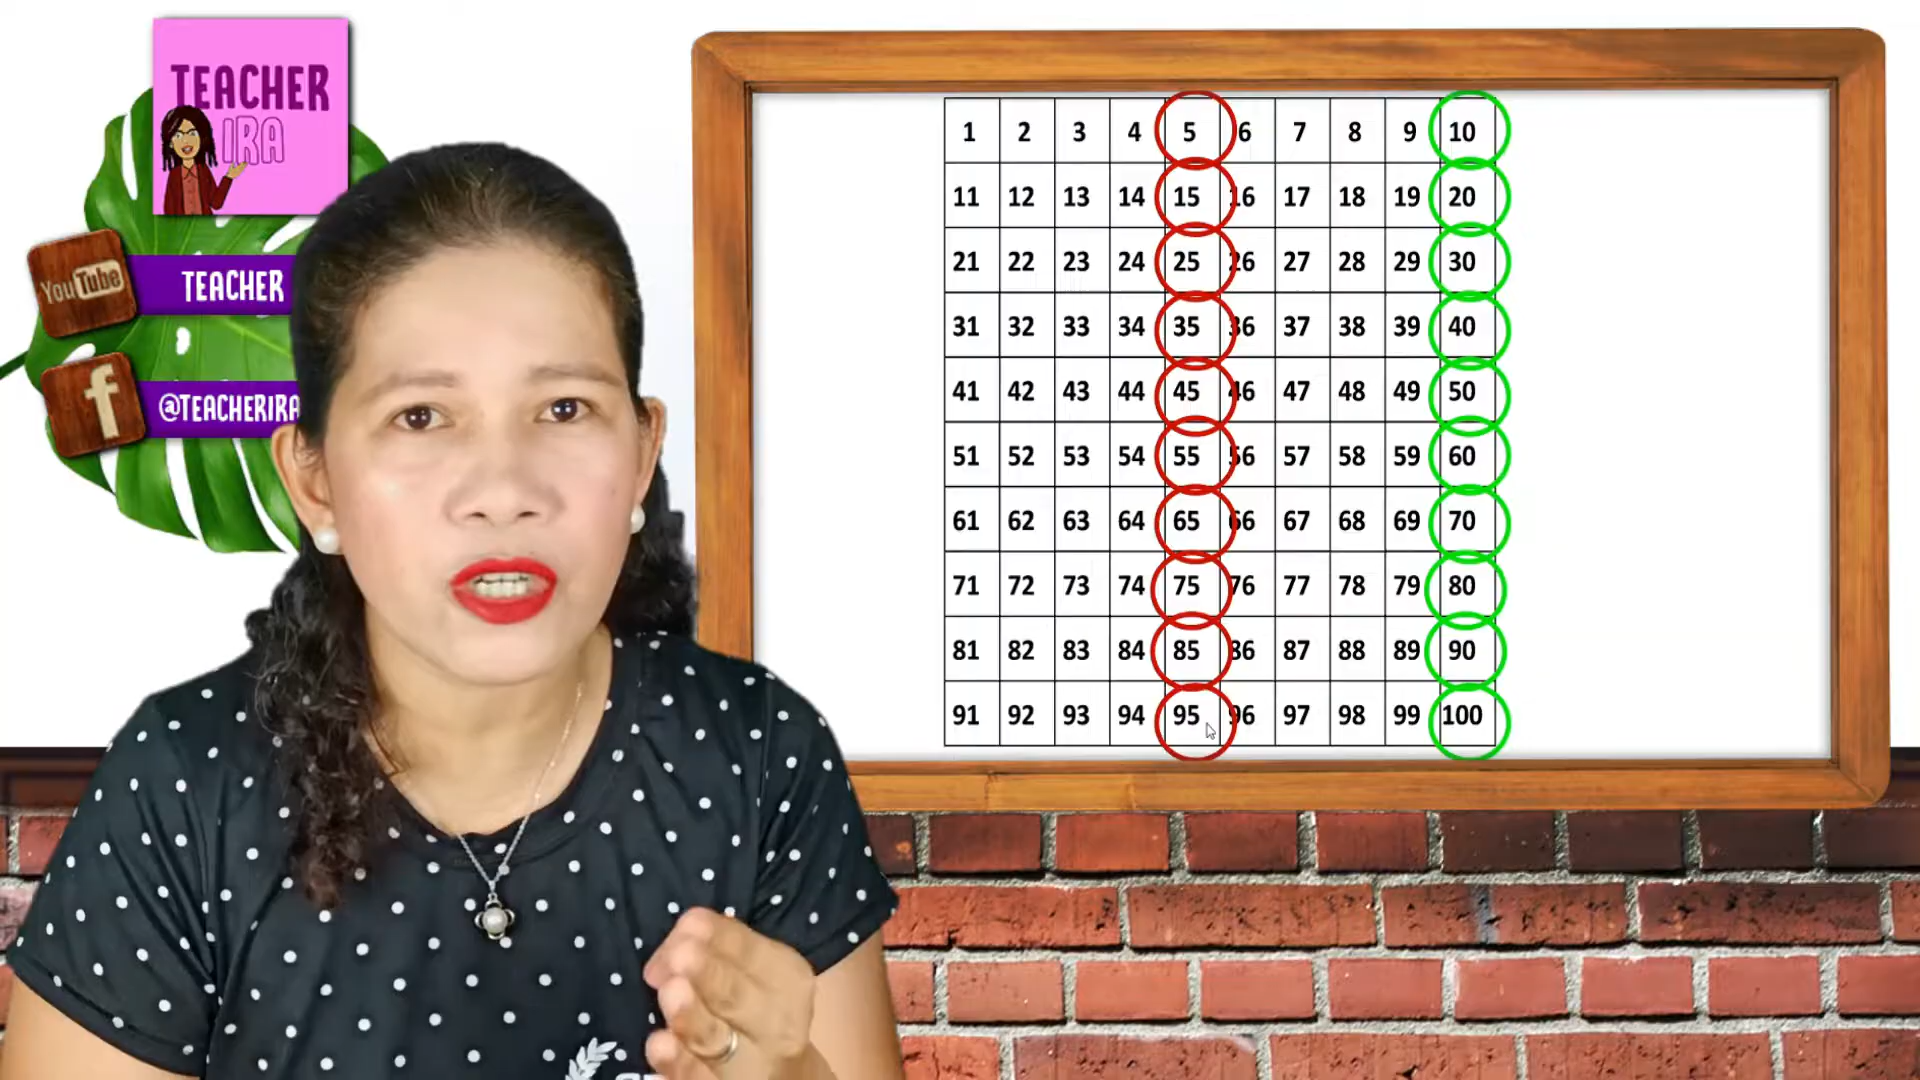 TEACHER
IRA
YouTube
TEACHER
f
@TEACHERIRA
1 2 3 4 5 6 7 8 9 10
11 12 13 14 15 16 17 18 19 20
21 22 23 24 25 26 27 28 29 30
31 32 33 34 35 36 37 38 39 40
41 42 43 44 45 46 47 48 49 50
51 52 53 54 55 56 57 58 59 60
61 62 63 64 65 66 67 68 69 70
71 72 73 74 75 76 77 78 79 80
81 82 83 84 85 86 87 88 89 90
91 92 93 94 95 96 97 98 99 100